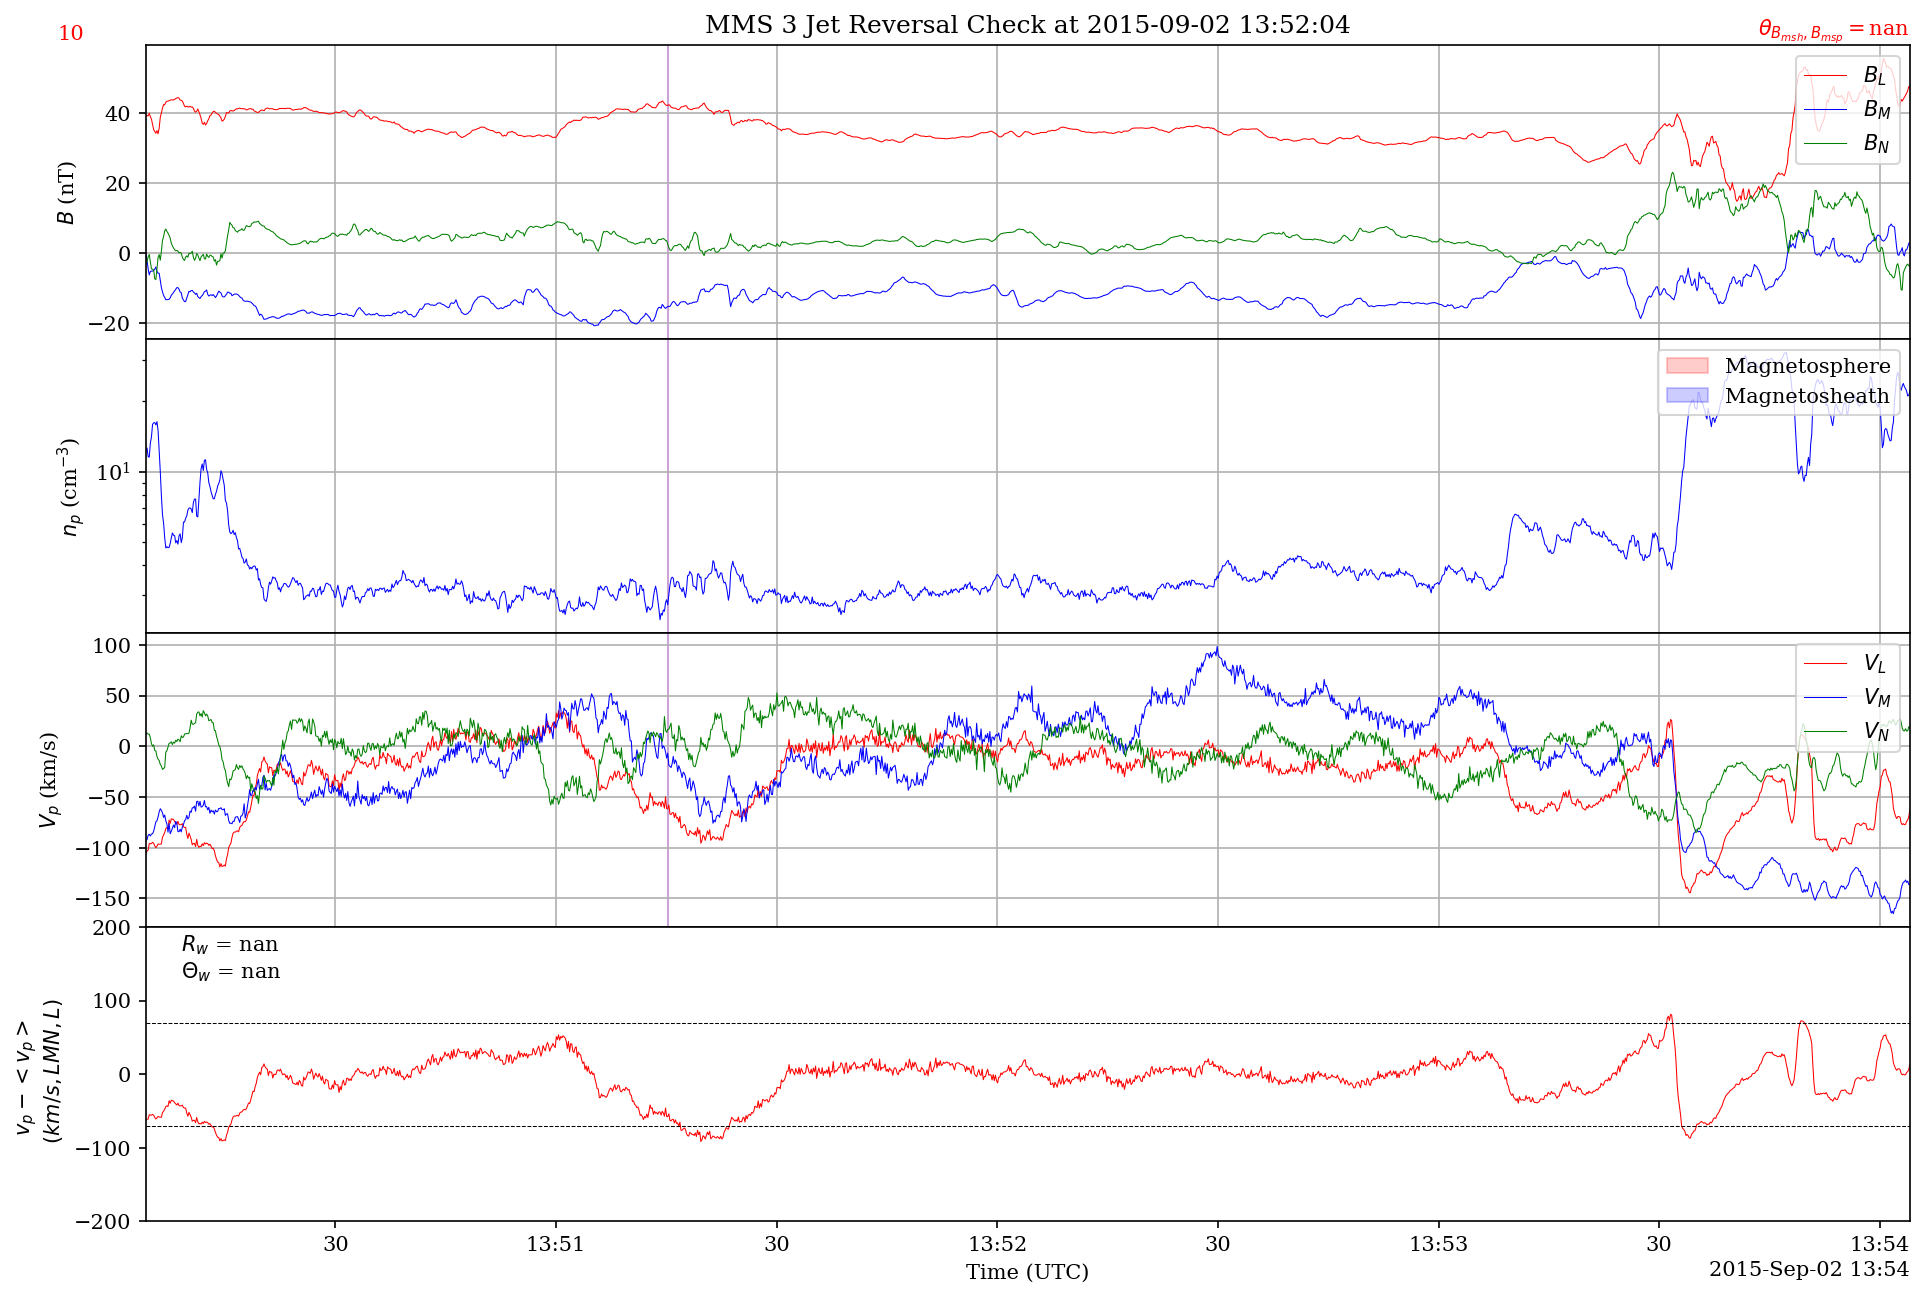 MMS 3 Jet Reversal Check at 2015-09-02 13:52:04
10
θ_{B_{msh}, B_{msp}} = nan
B (nT)
40
20
0
−20
B_L
B_M
B_N
n_p (cm^{−3})
10^1
Magnetosphere
Magnetosheath
V_p (km/s)
100
50
0
−50
−100
−150
V_L
V_M
V_N
v_p − < v_p >
(km/s, LMN, L)
200
100
0
−100
−200
R_w = nan
Θ_w = nan
30
13:51
30
13:52
30
13:53
30
13:54
Time (UTC)
2015-Sep-02 13:54